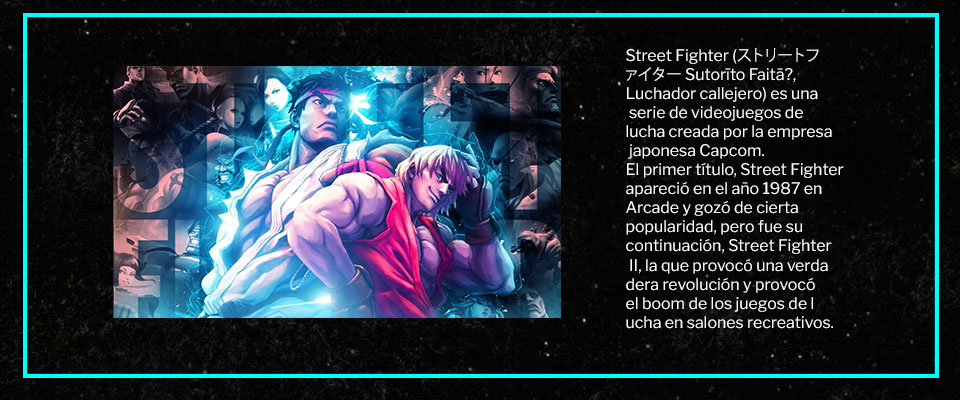 Street Fighter (ストリートフ
ァイター Sutorīto Faitā?,
Luchador callejero) es una
serie de videojuegos de
lucha creada por la empresa
japonesa Capcom.
El primer título, Street Fighter
apareció en el año 1987 en
Arcade y gozó de cierta
popularidad, pero fue su
continuación, Street Fighter
II, la que provocó una verda
dera revolución y provocó
el boom de los juegos de l
ucha en salones recreativos.